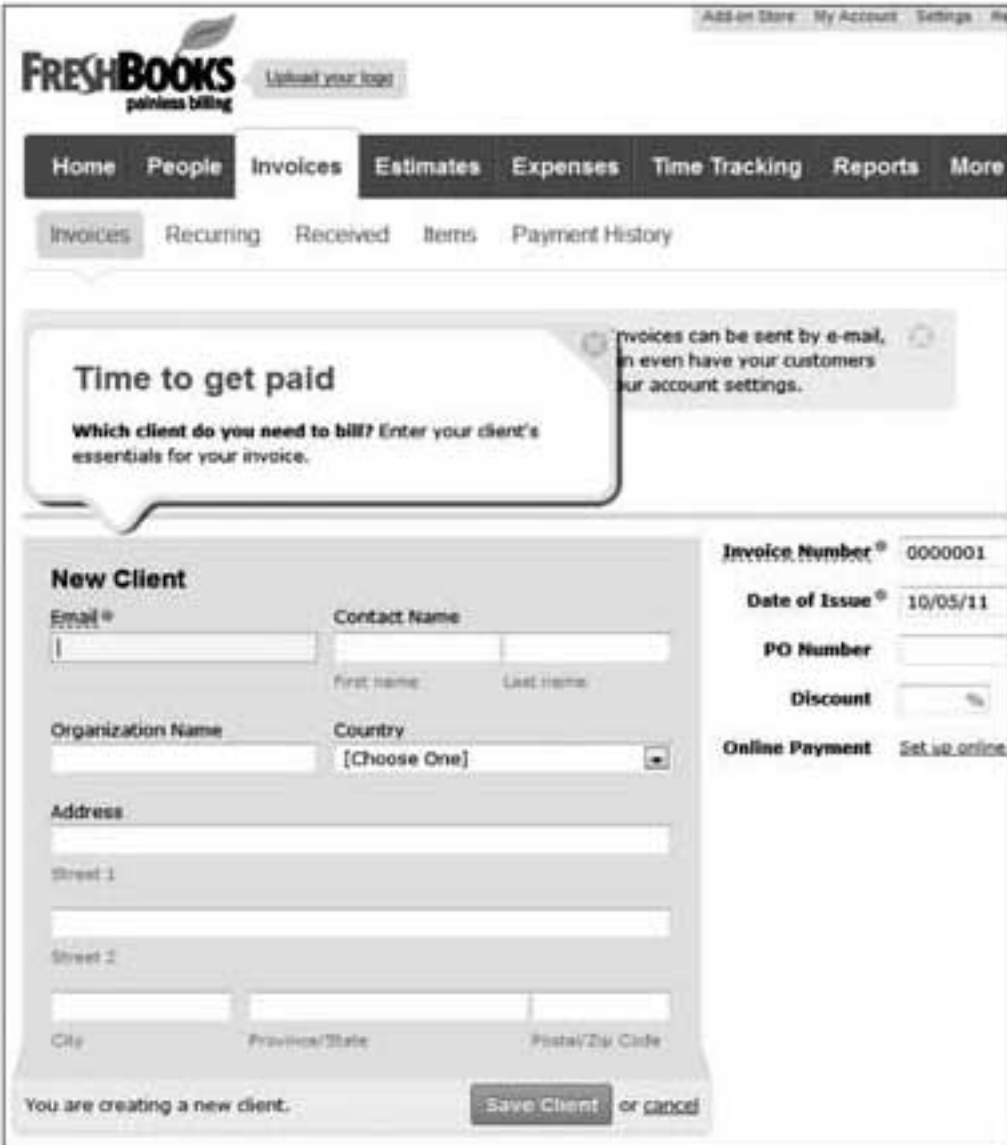 Add-on Store My Account Settings
FRESHBOOKS
painless billing
Upload your logo
Home People Invoices Estimates Expenses Time Tracking Reports More
Invoices Recurring Received Items Payment History
nvoices can be sent by e-mail,
n even have your customers
ur account settings.
Time to get paid
Which client do you need to bill? Enter your client's
essentials for your invoice.
New Client
Email
Contact Name
First name Last name
Organization Name Country
[Choose One]
Address
Street 1
Street 2
City Province/State Postal/Zip Code
You are creating a new client. Save Client or cancel
Invoice Number 0000001
Date of Issue 10/05/11
PO Number
Discount %
Online Payment Set up online